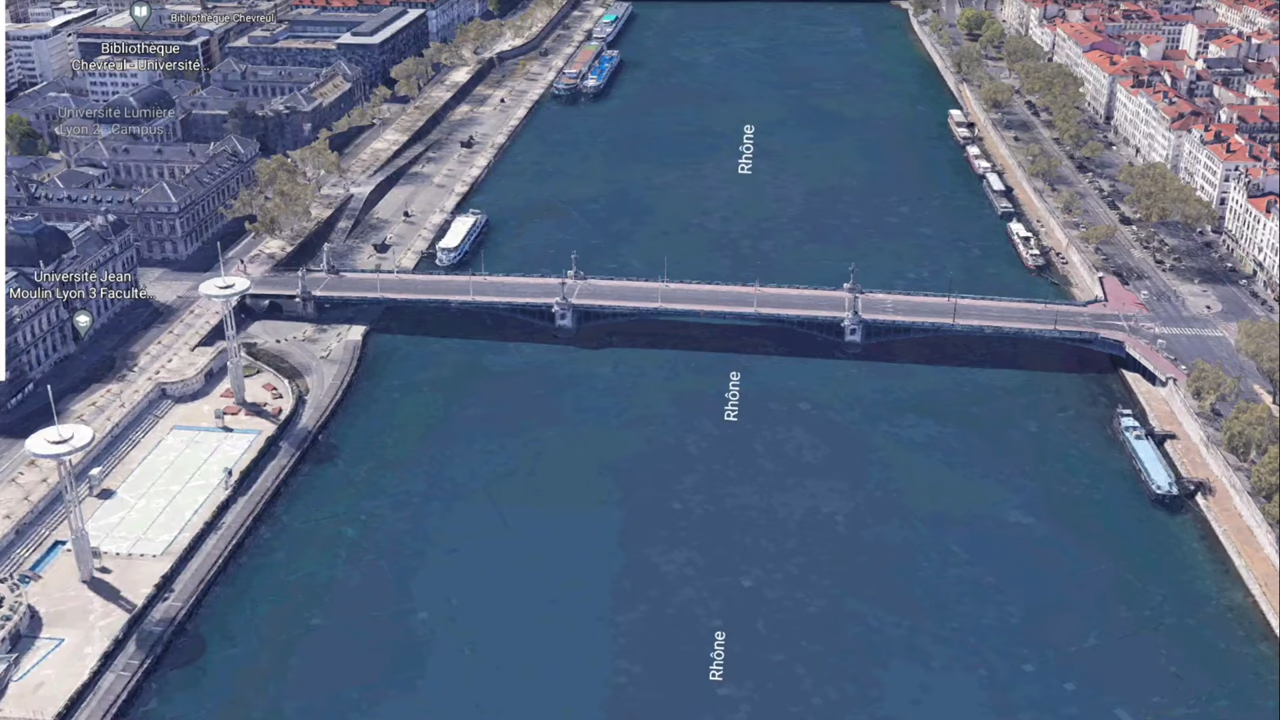 Bibliothèque Chevreul
Bibliothèque
Chevreul - Université ..
Université Lumière
Lyon 2 - Campus...
Rhône
Université Jean
Moulin Lyon 3 Faculté...
Rhône
Rhône